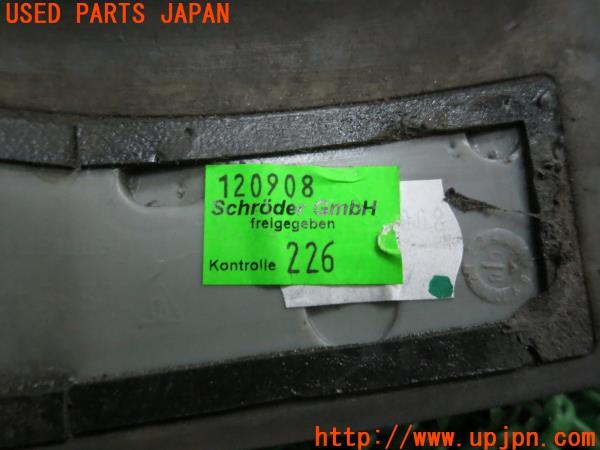 USED PARTS JAPAN
120908
Schröder GmbH
freigegeben
Kontrolle 226
http://www.upjpn.com